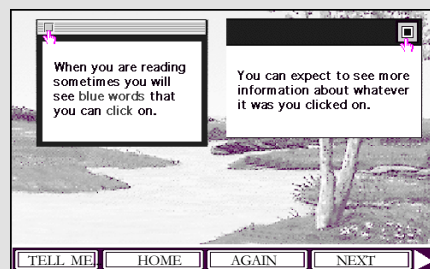 When you are reading
sometimes you will
see blue words that
you can click on.
You can expect to see more
information about whatever
it was you clicked on.
TELL ME..
HOME
AGAIN
NEXT